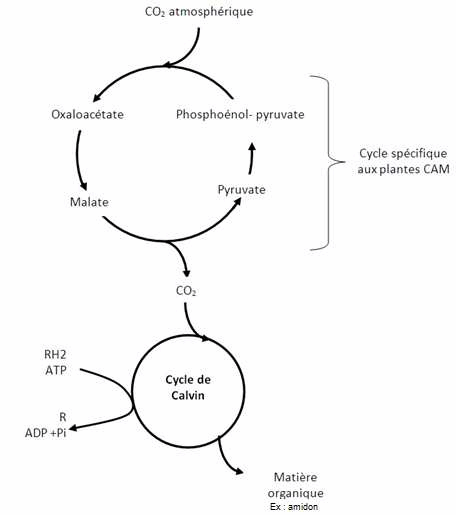 CO₂ atmosphérique
Oxaloacétate
Phosphoénol- pyruvate
Cycle spécifique
aux plantes CAM
Malate
Pyruvate
CO₂
RH2
ATP
Cycle de
Calvin
R
ADP +Pi
Matière
organique
Ex : amidon